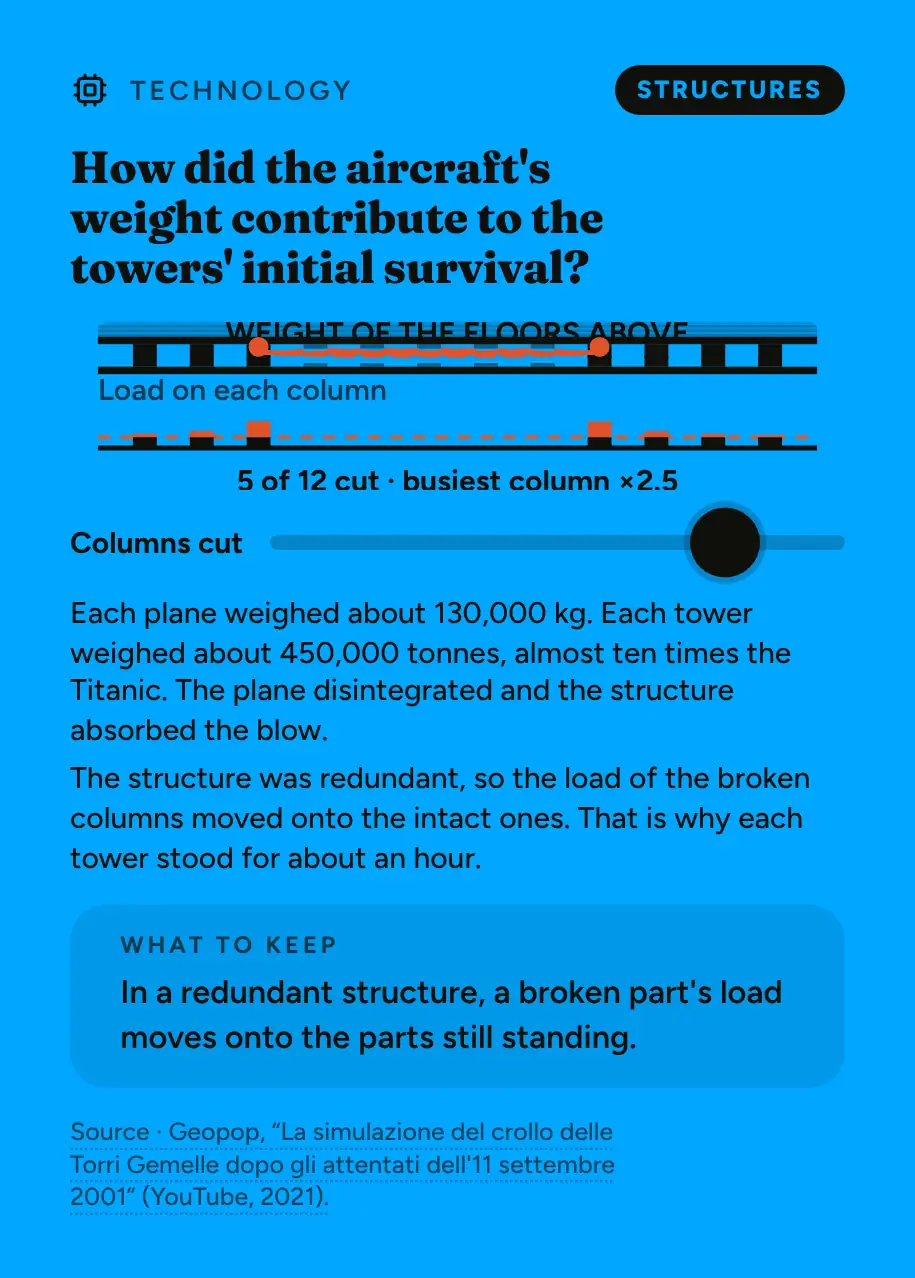 TECHNOLOGY
STRUCTURES
How did the aircraft's
weight contribute to the
towers' initial survival?
WEIGHT OF THE FLOORS ABOVE
Load on each column
5 of 12 cut · busiest column ×2.5
Columns cut
Each plane weighed about 130,000 kg. Each tower
weighed about 450,000 tonnes, almost ten times the
Titanic. The plane disintegrated and the structure
absorbed the blow.
The structure was redundant, so the load of the broken
columns moved onto the intact ones. That is why each
tower stood for about an hour.
WHAT TO KEEP
In a redundant structure, a broken part's load
moves onto the parts still standing.
Source · Geopop, “La simulazione del crollo delle
Torri Gemelle dopo gli attentati dell'11 settembre
2001” (YouTube, 2021).